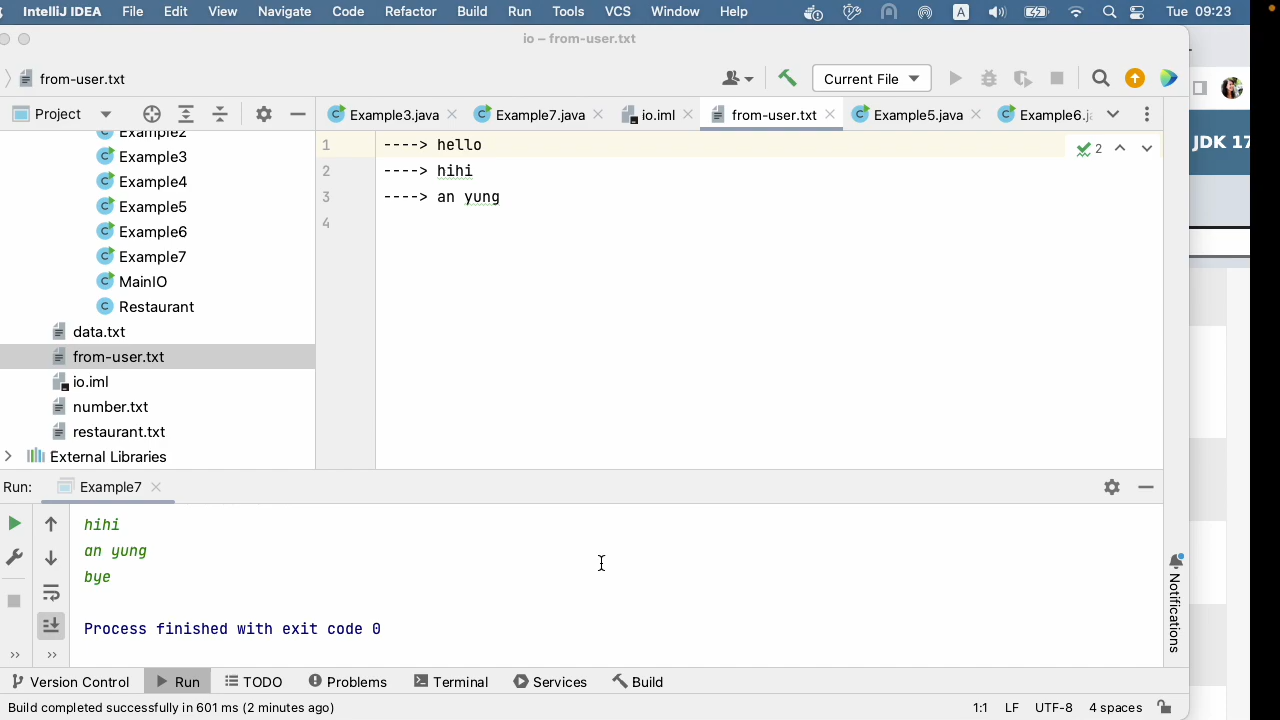 IntelliJ IDEA File Edit View Navigate Code Refactor Build Run Tools VCS Window Help A Tue 09:23
io – from-user.txt
from-user.txt Current File
Project Example3.java Example7.java io.iml from-user.txt Example5.java Example6.j
JDK 17
Example2
Example3
Example4
Example5
Example6
Example7
MainIO
Restaurant
data.txt
from-user.txt
io.iml
number.txt
restaurant.txt
External Libraries
1 ----> hello
2 ----> hihi
3 ----> an yung
4
2
Run: Example7
hihi
an yung
bye
Process finished with exit code 0
Notifications
Version Control Run TODO Problems Terminal Services Build
Build completed successfully in 601 ms (2 minutes ago) 1:1 LF UTF-8 4 spaces